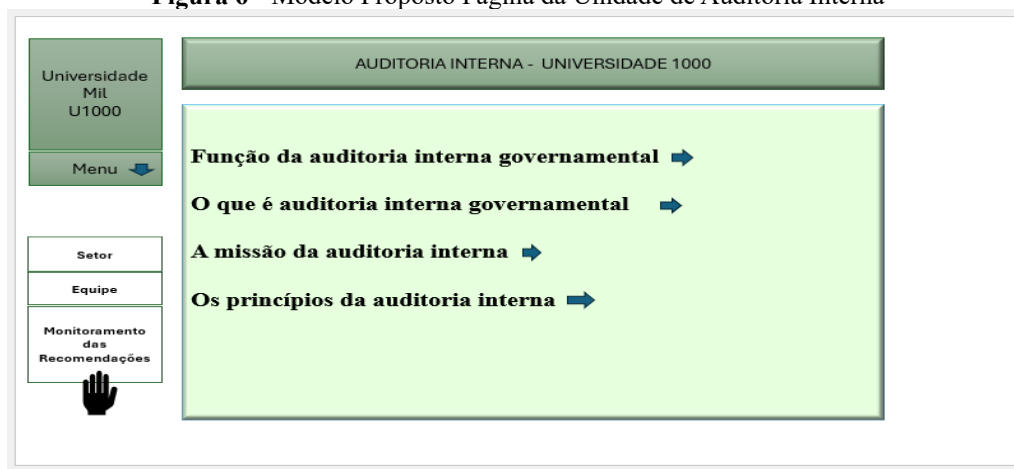 Figura 6 - Modelo Proposto Página da Unidade de Auditoria Interna
Universidade
Mil
U1000
Menu
AUDITORIA INTERNA - UNIVERSIDADE 1000
Função da auditoria interna governamental
O que é auditoria interna governamental
A missão da auditoria interna
Os princípios da auditoria interna
Setor
Equipe
Monitoramento
das
Recomendações